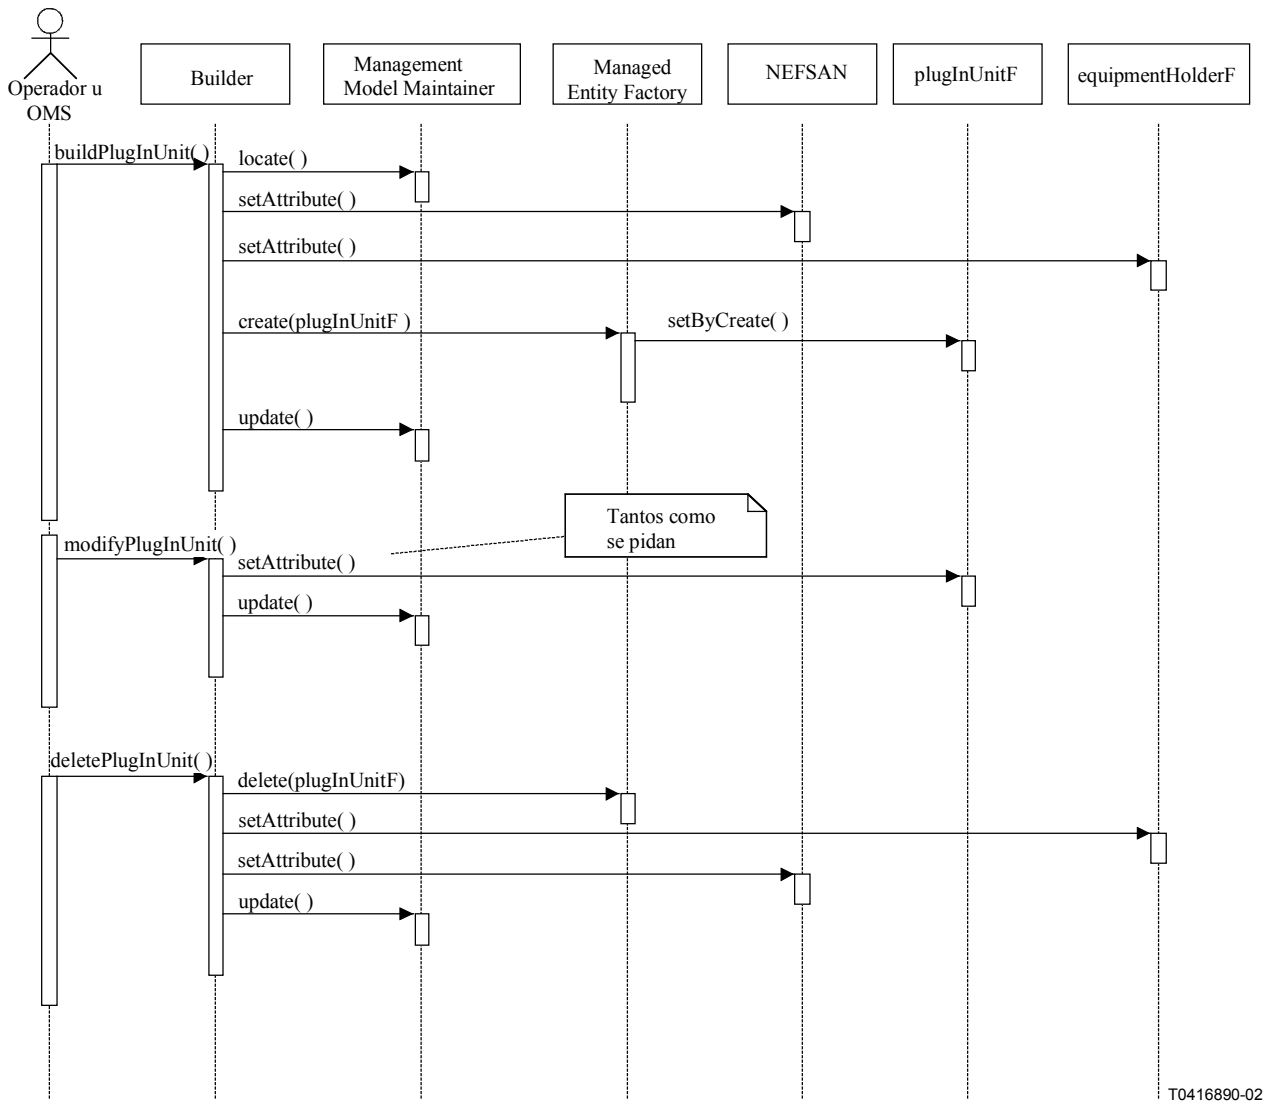 Operador u
OMS
Builder
Management
Model Maintainer
Managed
Entity Factory
NEFSAN
plugInUnitF
equipmentHolderF
buildPlugInUnit( )
locate( )
setAttribute( )
setAttribute( )
create(plugInUnitF )
setByCreate( )
update( )
Tantos como
se pidan
modifyPlugInUnit( )
setAttribute( )
update( )
deletePlugInUnit( )
delete(plugInUnitF)
setAttribute( )
setAttribute( )
update( )
T0416890-02